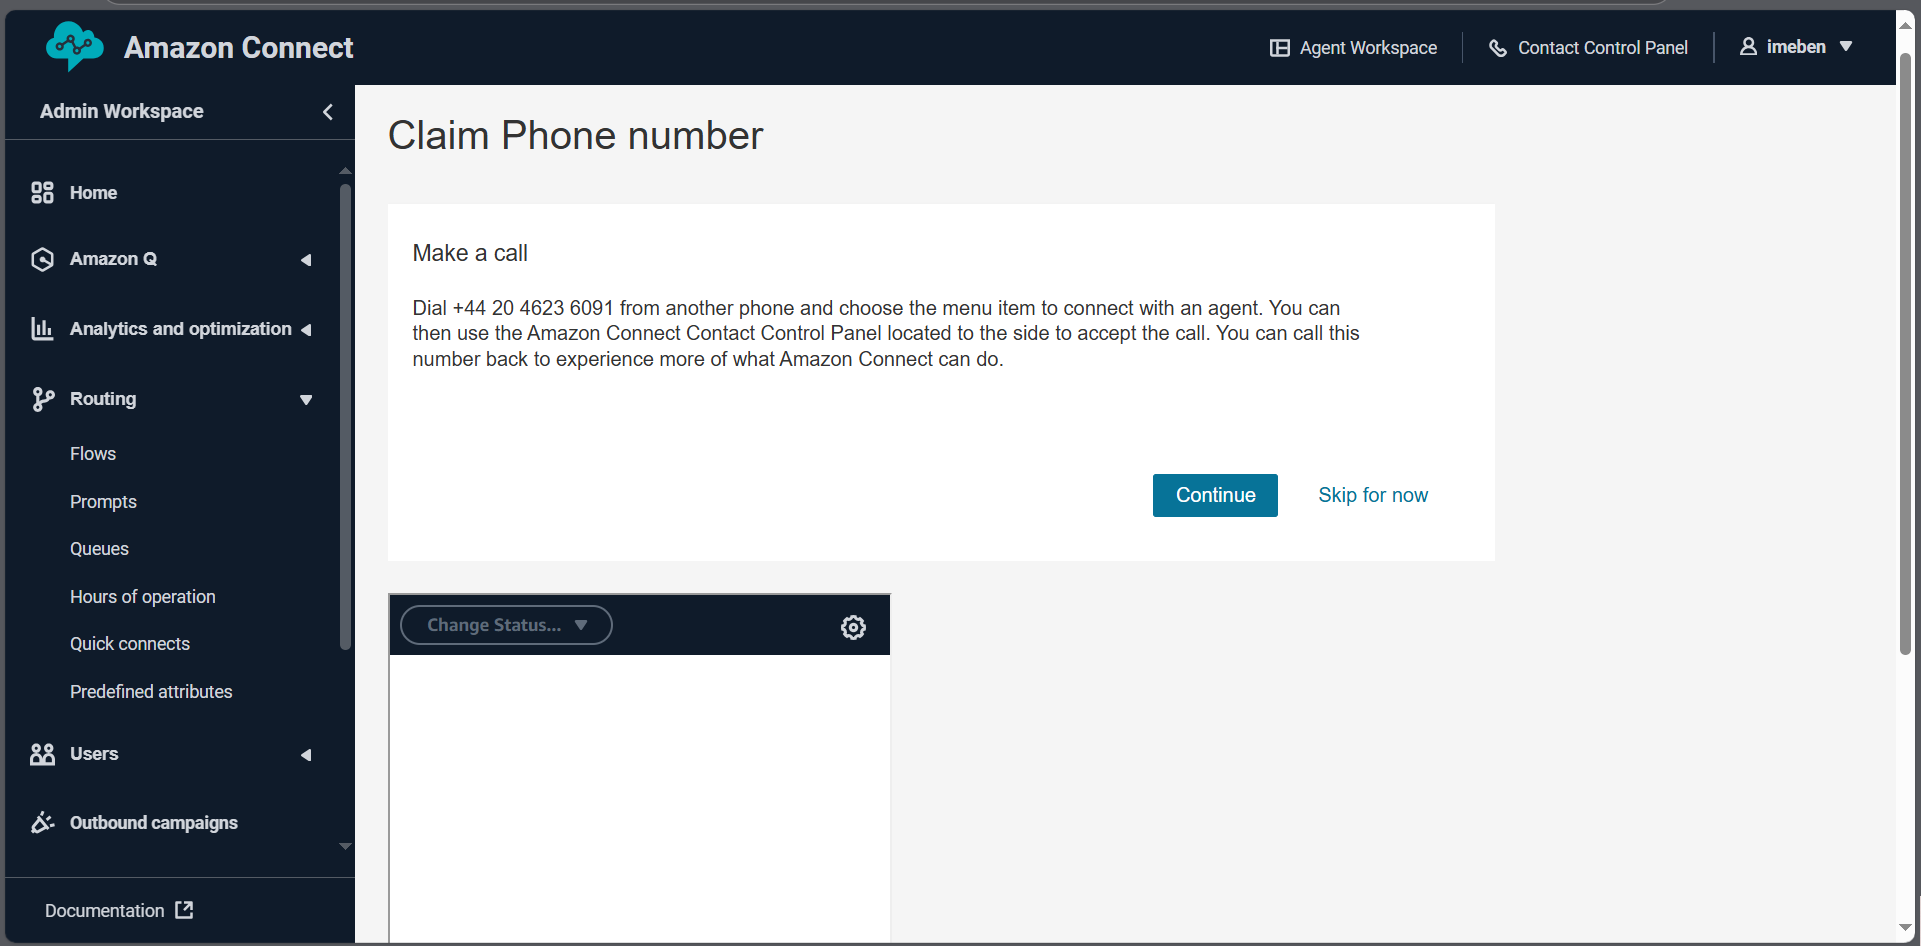 Amazon Connect
Agent Workspace
Contact Control Panel
imeben
Admin Workspace
Home
Amazon Q
Analytics and optimization
Routing
Flows
Prompts
Queues
Hours of operation
Quick connects
Predefined attributes
Users
Outbound campaigns
Documentation
Claim Phone number
Make a call
Dial +44 20 4623 6091 from another phone and choose the menu item to connect with an agent. You can
then use the Amazon Connect Contact Control Panel located to the side to accept the call. You can call this
number back to experience more of what Amazon Connect can do.
Continue
Skip for now
Change Status...